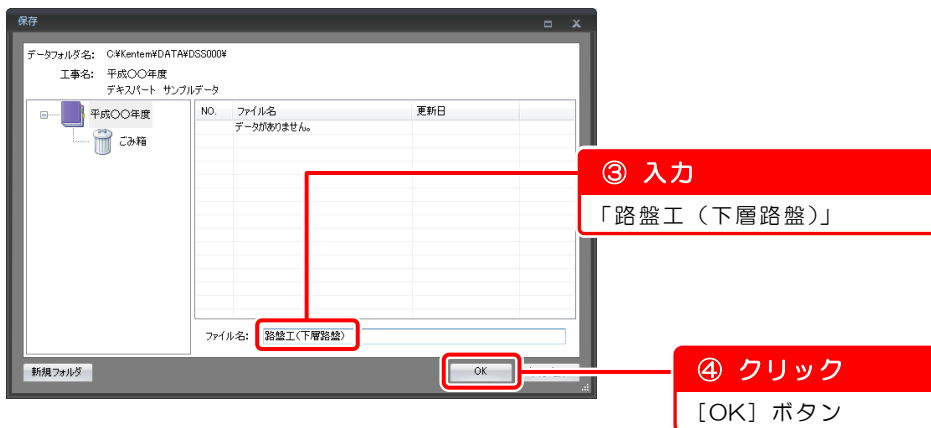 保存
データフォルダ名: C:¥Kentem¥DATA¥DSS000¥
工事名: 平成〇〇年度
デキスパート サンプルデータ
平成〇〇年度
ごみ箱
NO. ファイル名 更新日
データがありません。
③ 入力
「路盤工（下層路盤）」
ファイル名: 路盤工(下層路盤)
新規フォルダ OK
④ クリック
［OK］ボタン